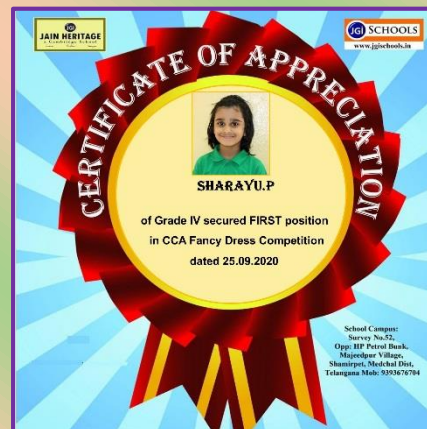 JAIN HERITAGE
a Cambridge School
JGI SCHOOLS
www.jgischools.in
CERTIFICATE OF APPRECIATION
SHARAYU.P
of Grade IV secured FIRST position
in CCA Fancy Dress Competition
dated 25.09.2020
School Campus:
Survey No.52,
Opp: HP Petrol Bunk,
Majeedpur Village,
Shamirpet, Medchal Dist,
Telangana Mob: 9393676704